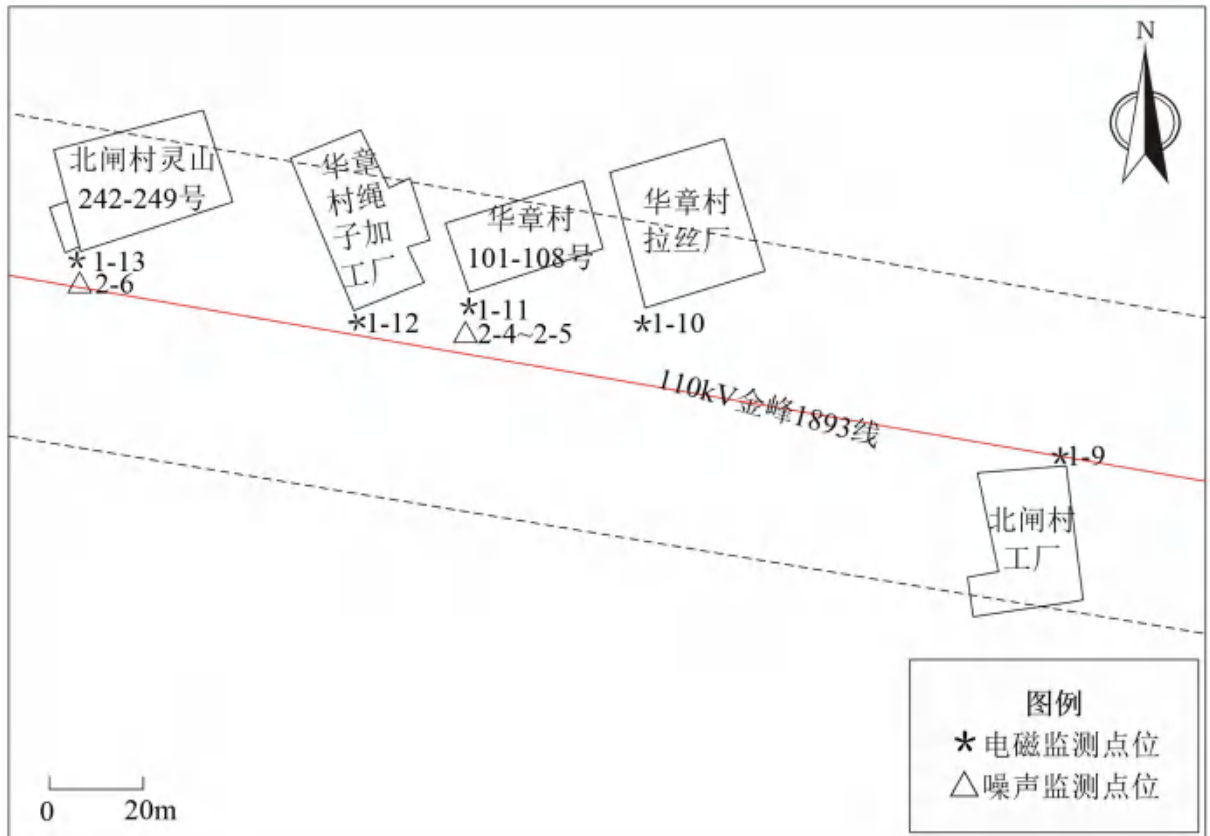 N
北闸村灵山
242-249号
华章
村绳
子加
工厂
华章村
101-108号
华章村
拉丝厂
*1-13
△2-6
*1-12
*1-11
△2-4~2-5
*1-10
110kV金峰1893线
*1-9
北闸村
工厂
图例
*电磁监测点位
△噪声监测点位
0 20m